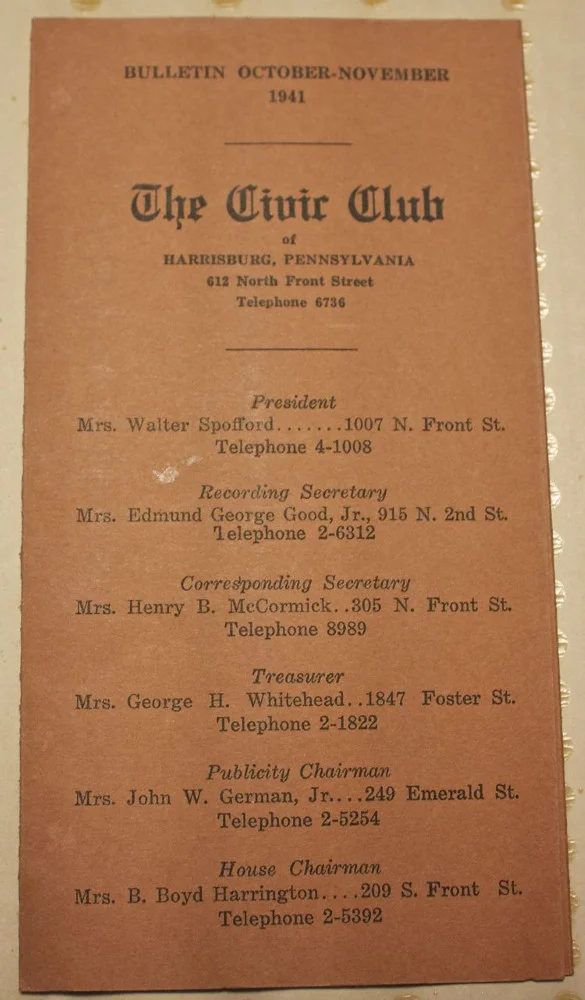 BULLETIN OCTOBER-NOVEMBER
1941
The Civic Club
of
HARRISBURG, PENNSYLVANIA
612 North Front Street
Telephone 6736
President
Mrs. Walter Spofford.......1007 N. Front St.
Telephone 4-1008
Recording Secretary
Mrs. Edmund George Good, Jr., 915 N. 2nd St.
Telephone 2-6312
Corresponding Secretary
Mrs. Henry B. McCormick..305 N. Front St.
Telephone 8989
Treasurer
Mrs. George H. Whitehead..1847 Foster St.
Telephone 2-1822
Publicity Chairman
Mrs. John W. German, Jr....249 Emerald St.
Telephone 2-5254
House Chairman
Mrs. B. Boyd Harrington....209 S. Front St.
Telephone 2-5392